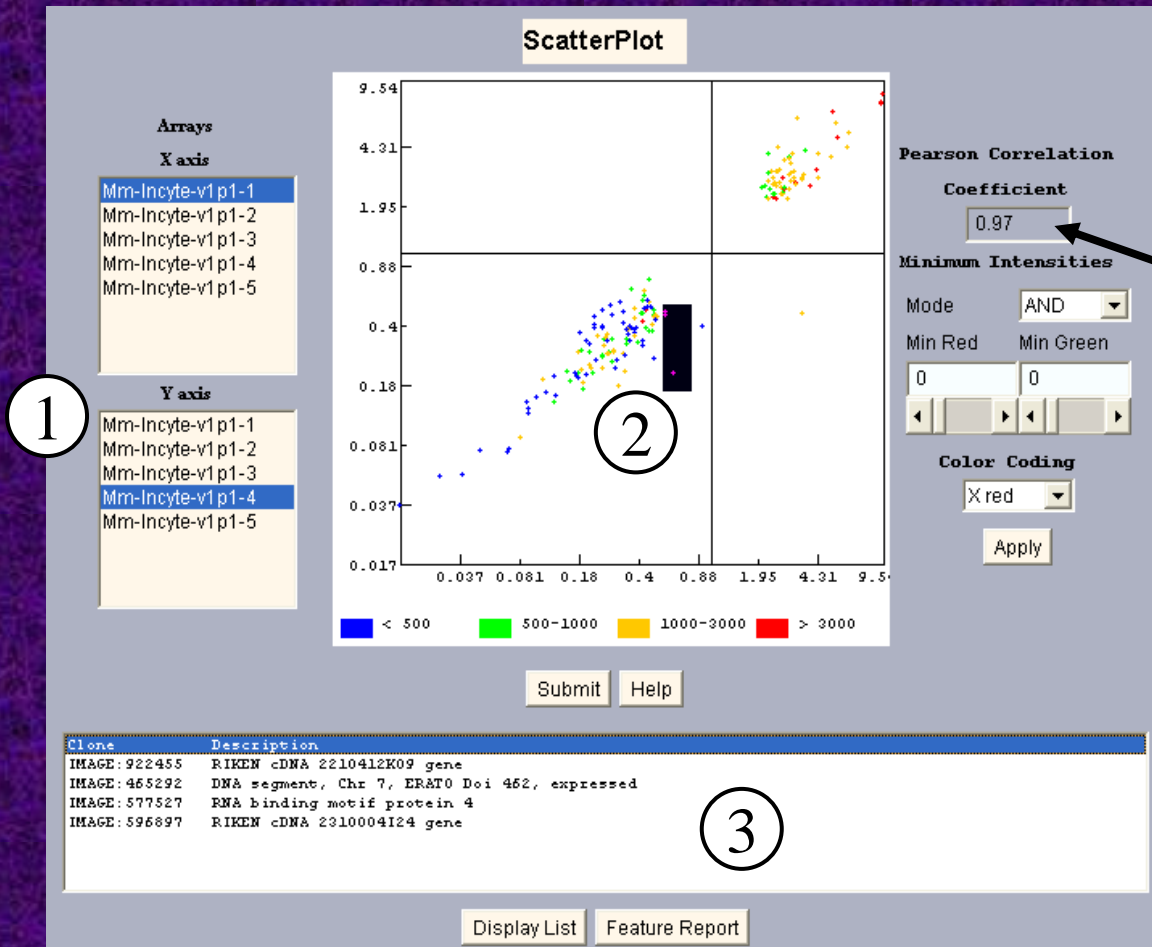 ScatterPlot
Arrays
X axis
Mm-Incyte-v1p1-1
Mm-Incyte-v1p1-2
Mm-Incyte-v1p1-3
Mm-Incyte-v1p1-4
Mm-Incyte-v1p1-5
1
Y axis
Mm-Incyte-v1p1-1
Mm-Incyte-v1p1-2
Mm-Incyte-v1p1-3
Mm-Incyte-v1p1-4
Mm-Incyte-v1p1-5
9.54
4.31
1.95
0.88
0.4
0.18
0.081
0.037
0.017
2
0.037 0.081 0.18 0.4 0.88 1.95 4.31 9.5
< 500 500-1000 1000-3000 > 3000
Pearson Correlation
Coefficient
0.97
Minimum Intensities
Mode AND
Min Red Min Green
0 0
Color Coding
X red
Apply
Submit Help
Clone Description
IMAGE:922455 RIKEN cDNA 2210412K09 gene
IMAGE:465292 DNA segment, Chr 7, ERATO Doi 462, expressed
IMAGE:577527 RNA binding motif protein 4
IMAGE:596897 RIKEN cDNA 2310004I24 gene
3
Display List Feature Report